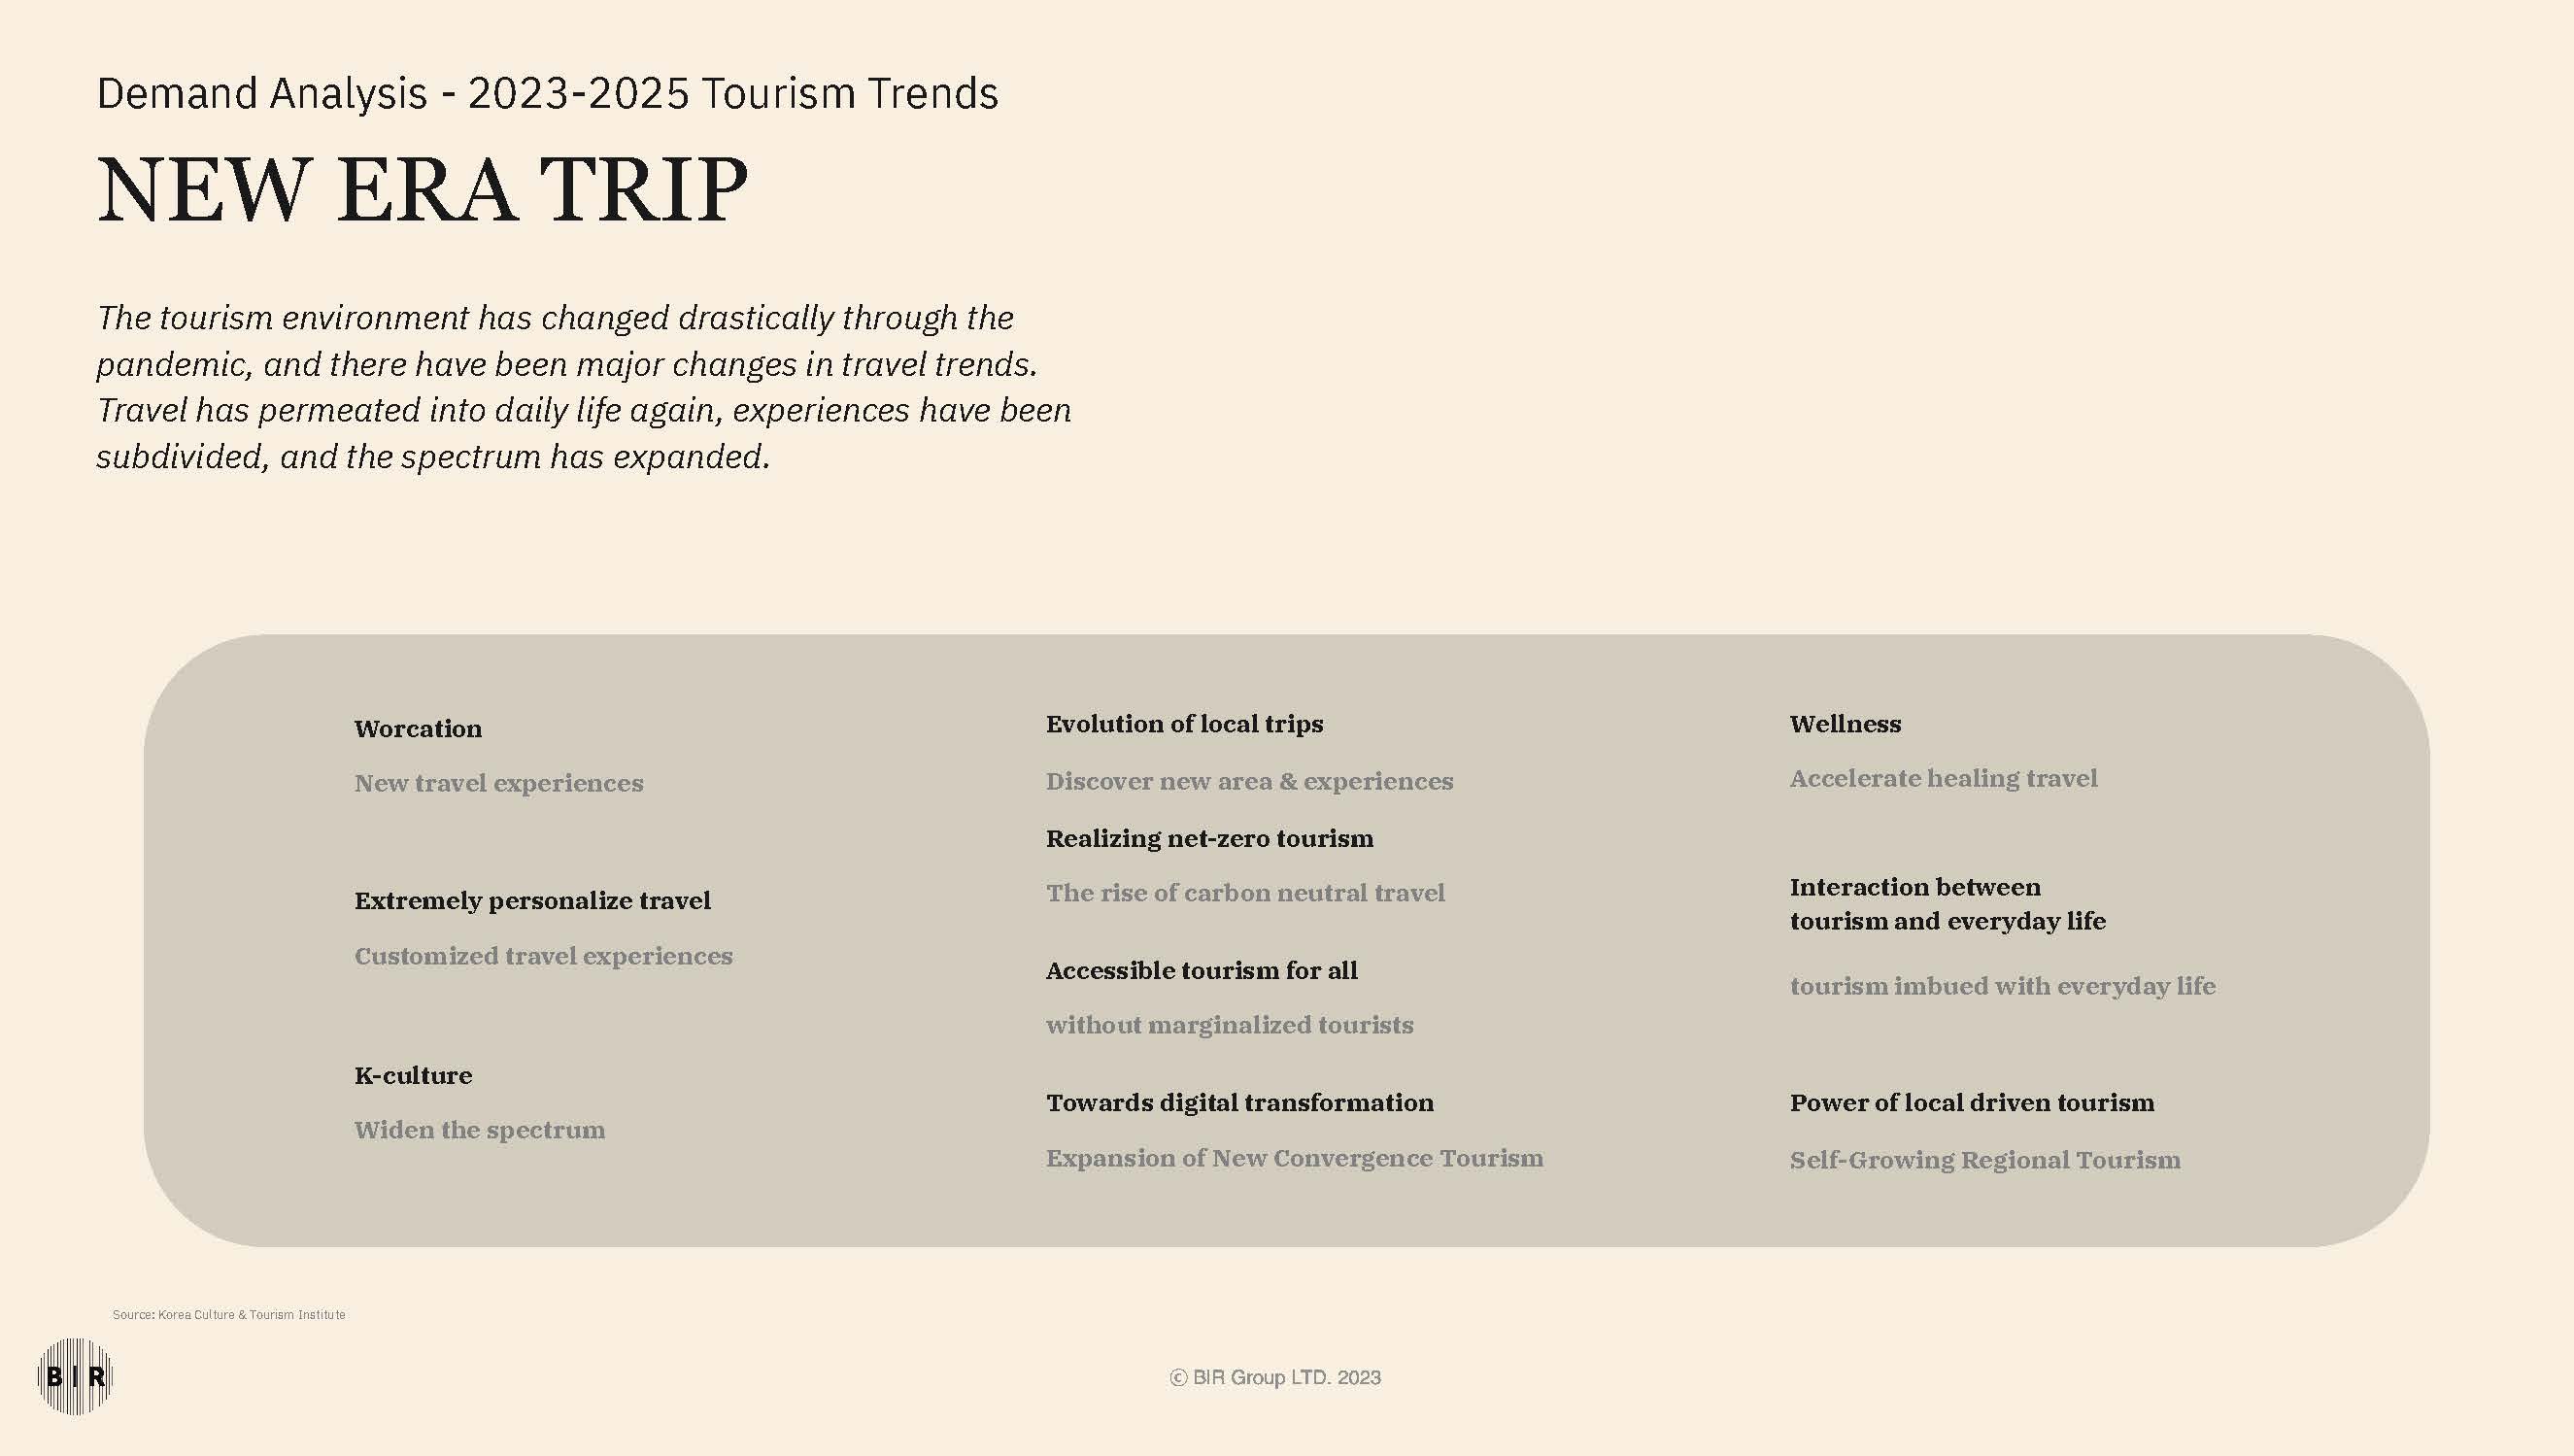 Demand Analysis - 2023-2025 Tourism Trends
NEW ERA TRIP
The tourism environment has changed drastically through the
pandemic, and there have been major changes in travel trends.
Travel has permeated into daily life again, experiences have been
subdivided, and the spectrum has expanded.
Worcation
New travel experiences
Extremely personalize travel
Customized travel experiences
K-culture
Widen the spectrum
Evolution of local trips
Discover new area & experiences
Realizing net-zero tourism
The rise of carbon neutral travel
Accessible tourism for all
without marginalized tourists
Towards digital transformation
Expansion of New Convergence Tourism
Wellness
Accelerate healing travel
Interaction between
tourism and everyday life
tourism imbued with everyday life
Power of local driven tourism
Self-Growing Regional Tourism
Source: Korea Culture & Tourism Institute
BIR
ⓒ BIR Group LTD. 2023